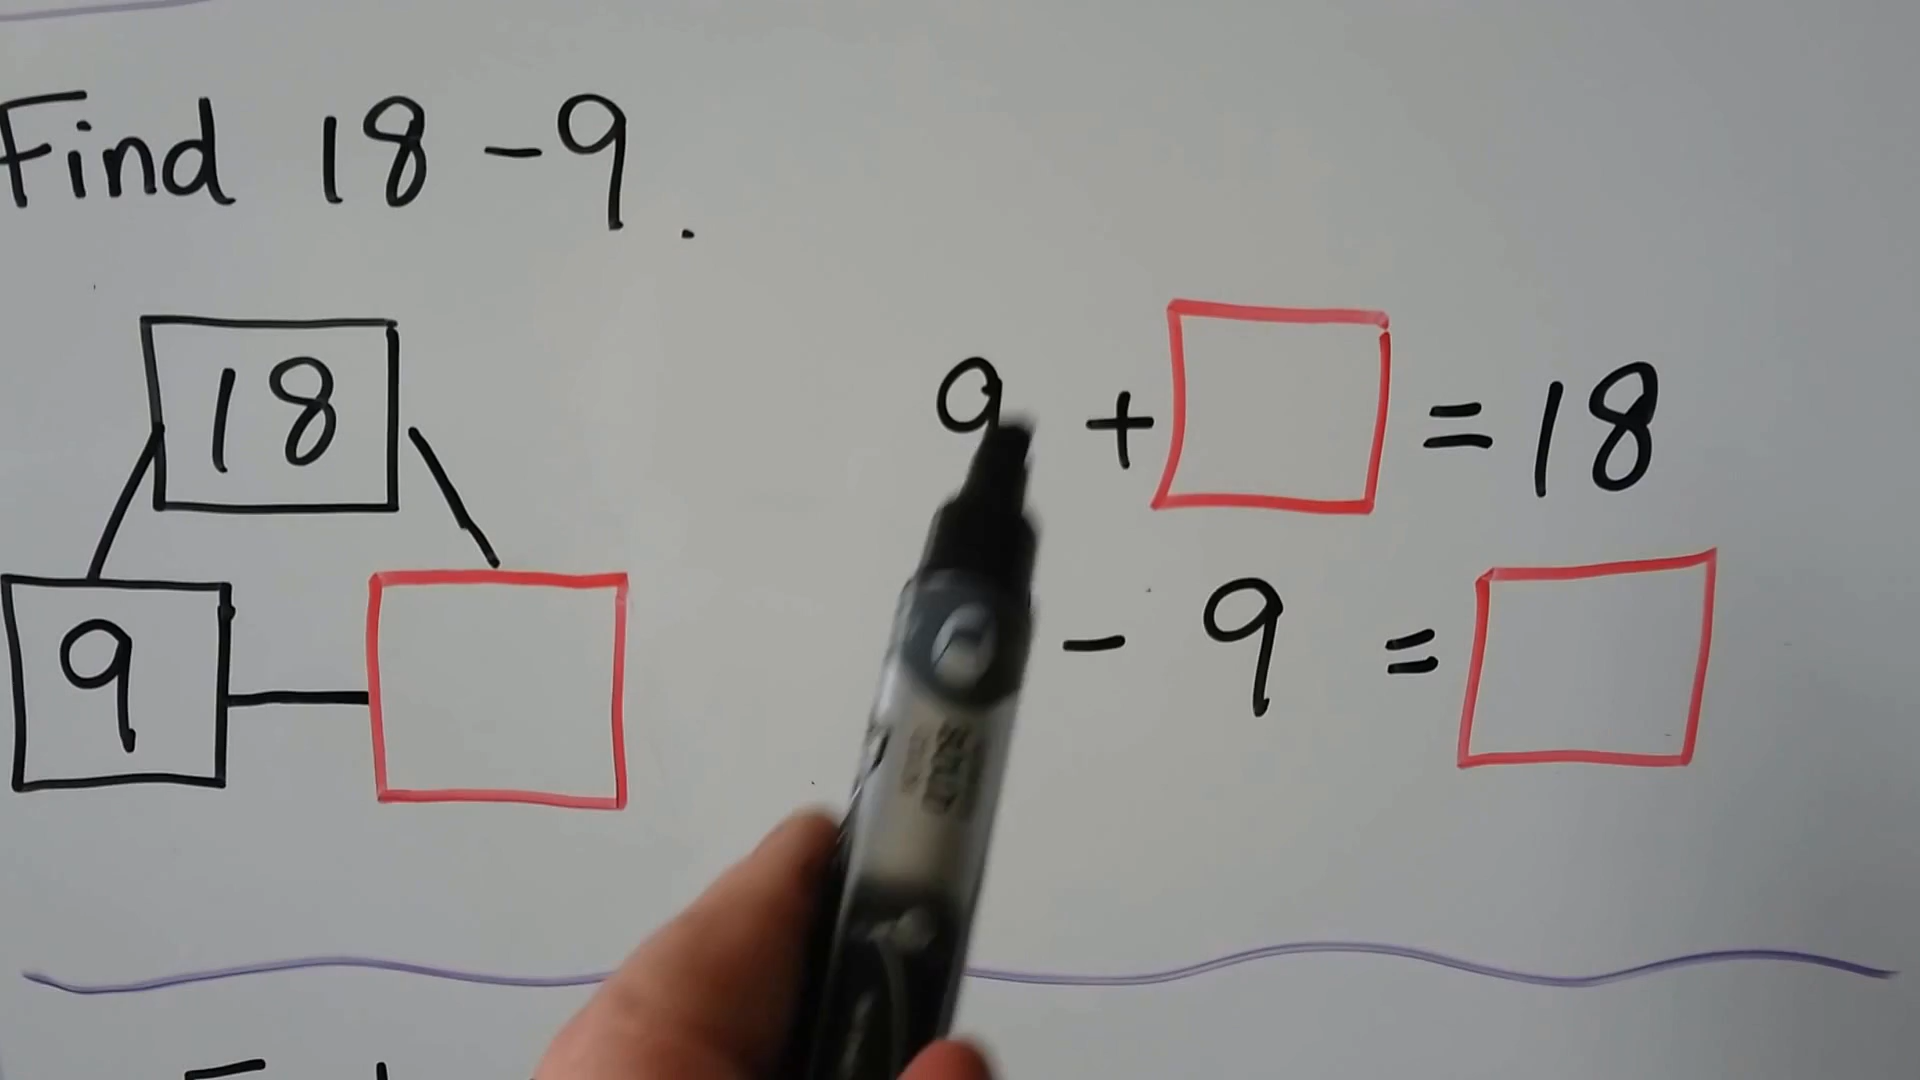 Find 18 - 9.
18
9
9 + = 18
- 9 =